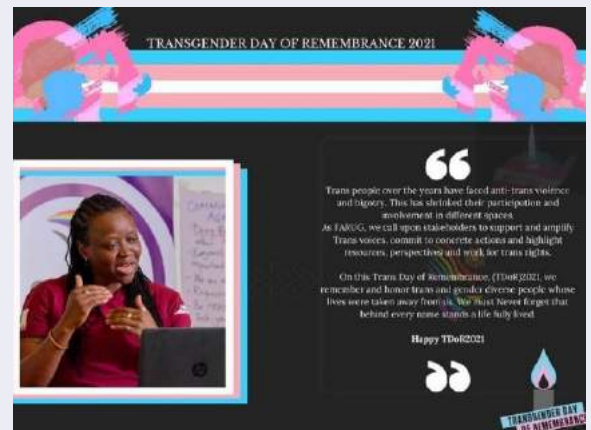 TRANSGENDER DAY OF REMEMBRANCE 2021
Trans people over the years have faced anti-trans violence
and bigotry. This has shrinked their participation and
involvement in different spaces.
As FARUG, we call upon stakeholders to support and amplify
Trans voices, commit to concrete actions and highlight
resources, perspectives and work for trans rights.
On this Trans Day of Remembrance, (TDoR)2021, we
remember and honor trans and gender diverse people whose
lives were taken away from us. We must Never forget that
behind every name stands a life fully lived
Happy TDoR2021
TRANSGENDER DAY
OF REMEMBRANCE